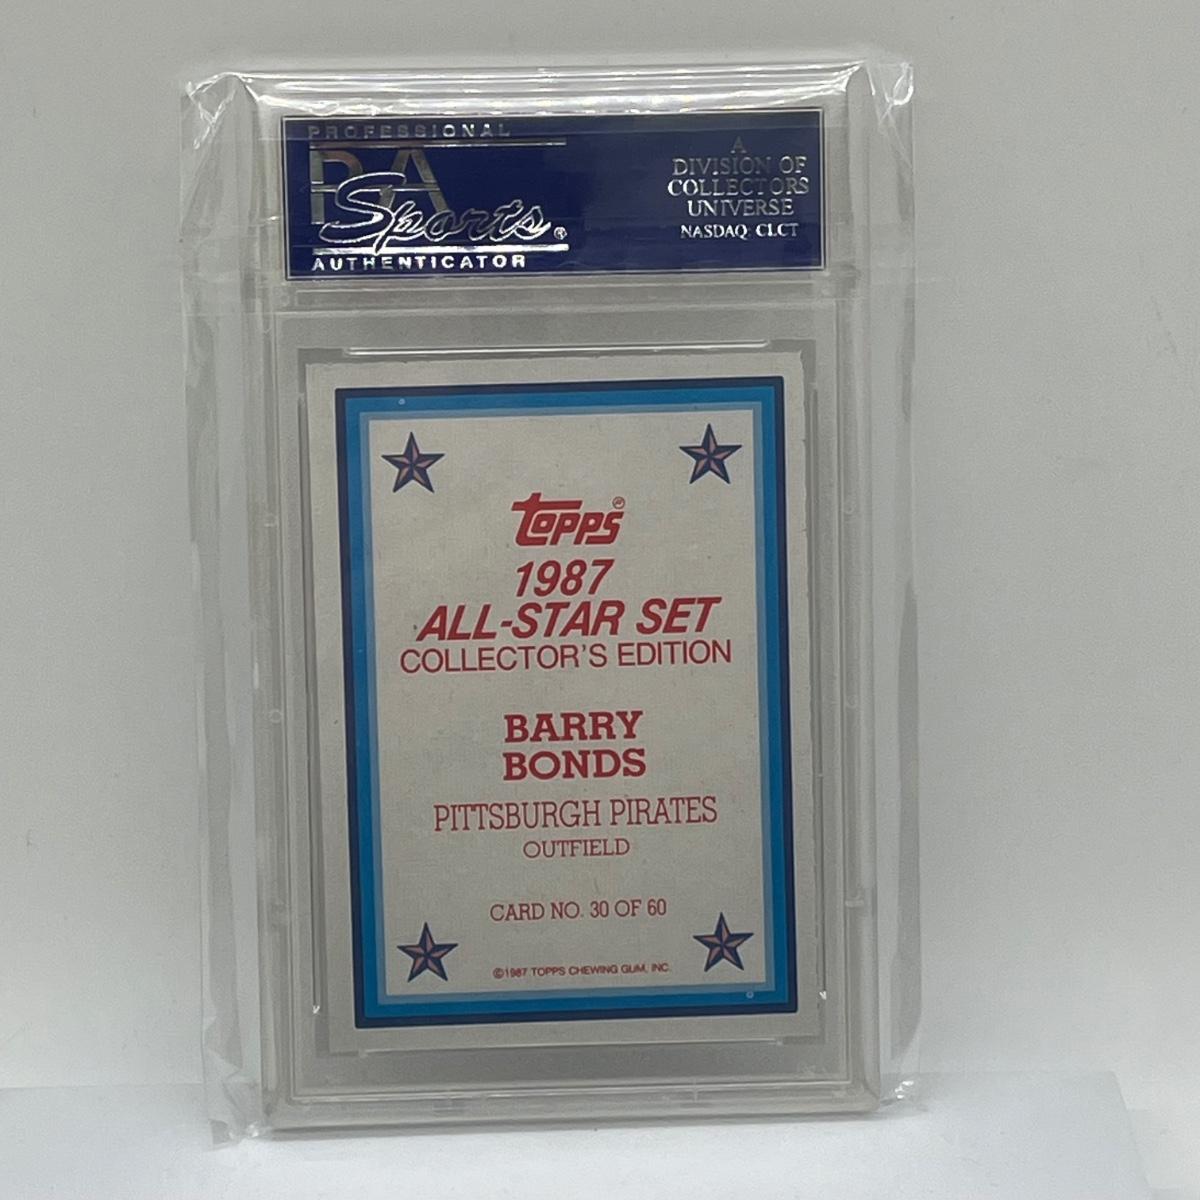 PROFESSIONAL
PSA
Sports®
AUTHENTICATOR
A
DIVISION OF
COLLECTORS
UNIVERSE
NASDAQ: CLCT
TOPPS®
1987
ALL-STAR SET
COLLECTOR'S EDITION
BARRY
BONDS
PITTSBURGH PIRATES
OUTFIELD
CARD NO. 30 OF 60
©1987 TOPPS CHEWING GUM, INC.